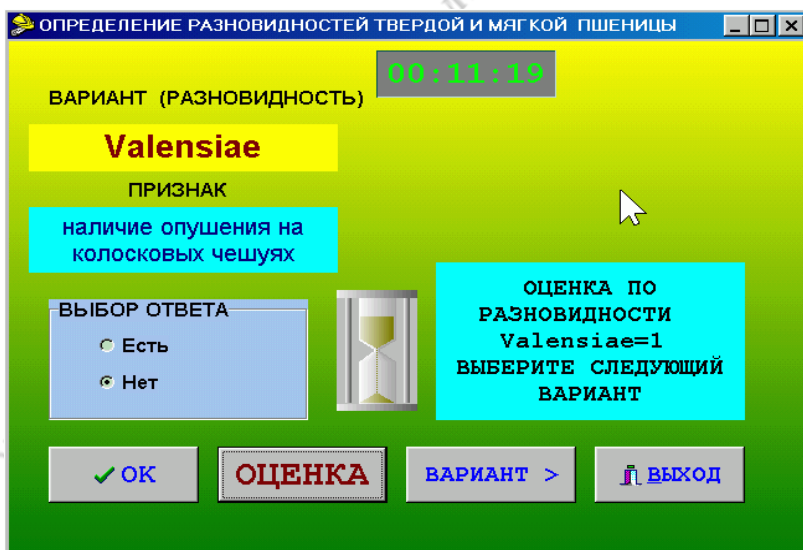 ОПРЕДЕЛЕНИЕ РАЗНОВИДНОСТЕЙ ТВЕРДОЙ И МЯГКОЙ ПШЕНИЦЫ
00:11:19
ВАРИАНТ (РАЗНОВИДНОСТЬ)
Valensiae
ПРИЗНАК
наличие опушения на
колосковых чешуях
ВЫБОР ОТВЕТА
Есть
Нет
ОЦЕНКА ПО
РАЗНОВИДНОСТИ
Valensiae=1
ВЫБЕРИТЕ СЛЕДУЮЩИЙ
ВАРИАНТ
ОК
ОЦЕНКА
ВАРИАНТ >
ВЫХОД